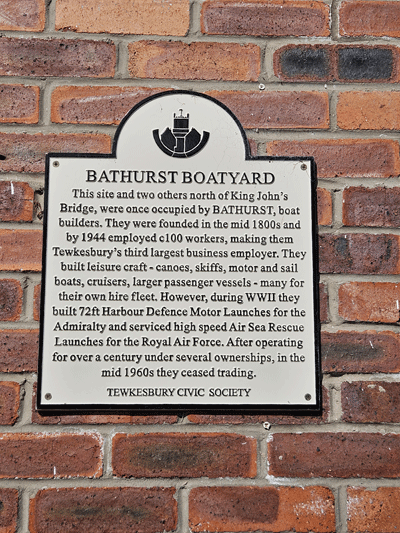 BATHURST BOATYARD
This site and two others north of King John's
Bridge, were once occupied by BATHURST, boat
builders. They were founded in the mid 1800s and
by 1944 employed c100 workers, making them
Tewkesbury's third largest business employer. They
built leisure craft - canoes, skiffs, motor and sail
boats, cruisers, larger passenger vessels - many for
their own hire fleet. However, during WWII they
built 72ft Harbour Defence Motor Launches for the
Admiralty and serviced high speed Air Sea Rescue
Launches for the Royal Air Force. After operating
for over a century under several ownerships, in the
mid 1960s they ceased trading.
TEWKESBURY CIVIC SOCIETY